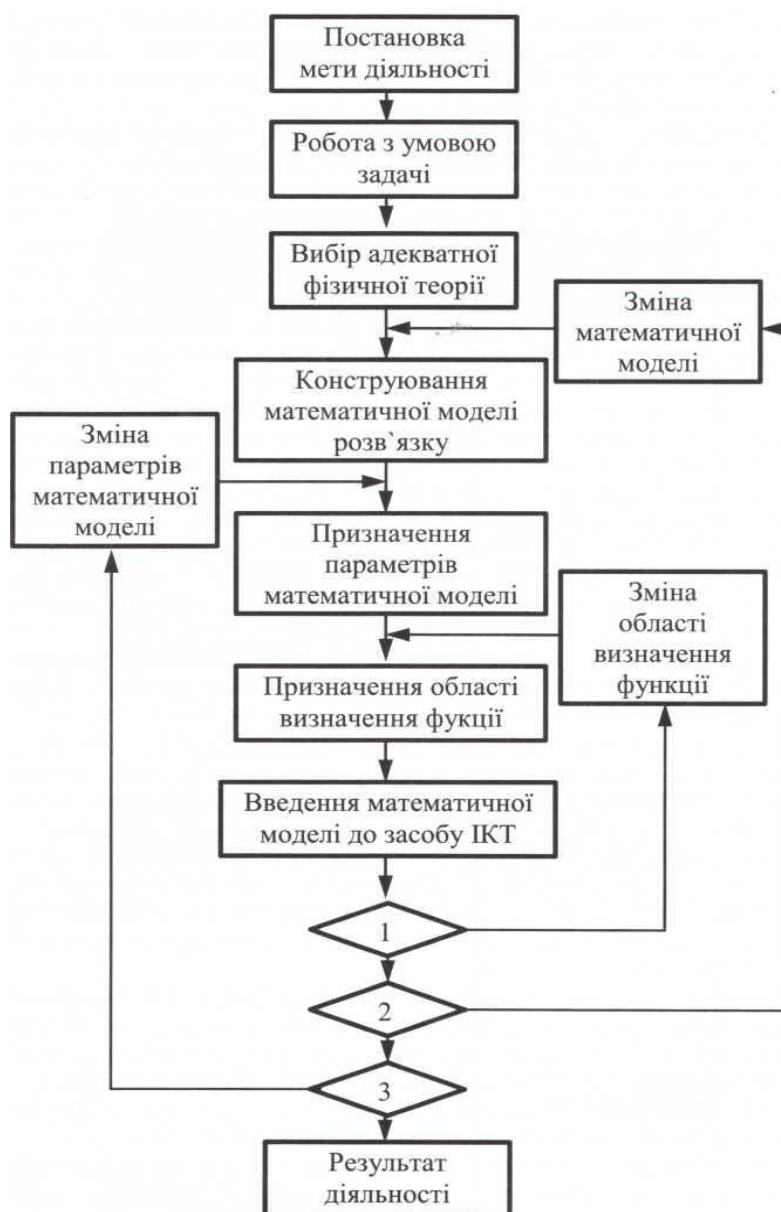 Постановка
мети діяльності
Робота з умовою
задачі
Вибір адекватної
фізичної теорії
Зміна
математичної
моделі
Конструювання
математичної моделі
розв`язку
Зміна
параметрів
математичної
моделі
Призначення
параметрів
математичної моделі
Зміна
області
визначення
функції
Призначення області
визначення фукції
Введення математичної
моделі до засобу ІКТ
1
2
3
Результат
діяльності